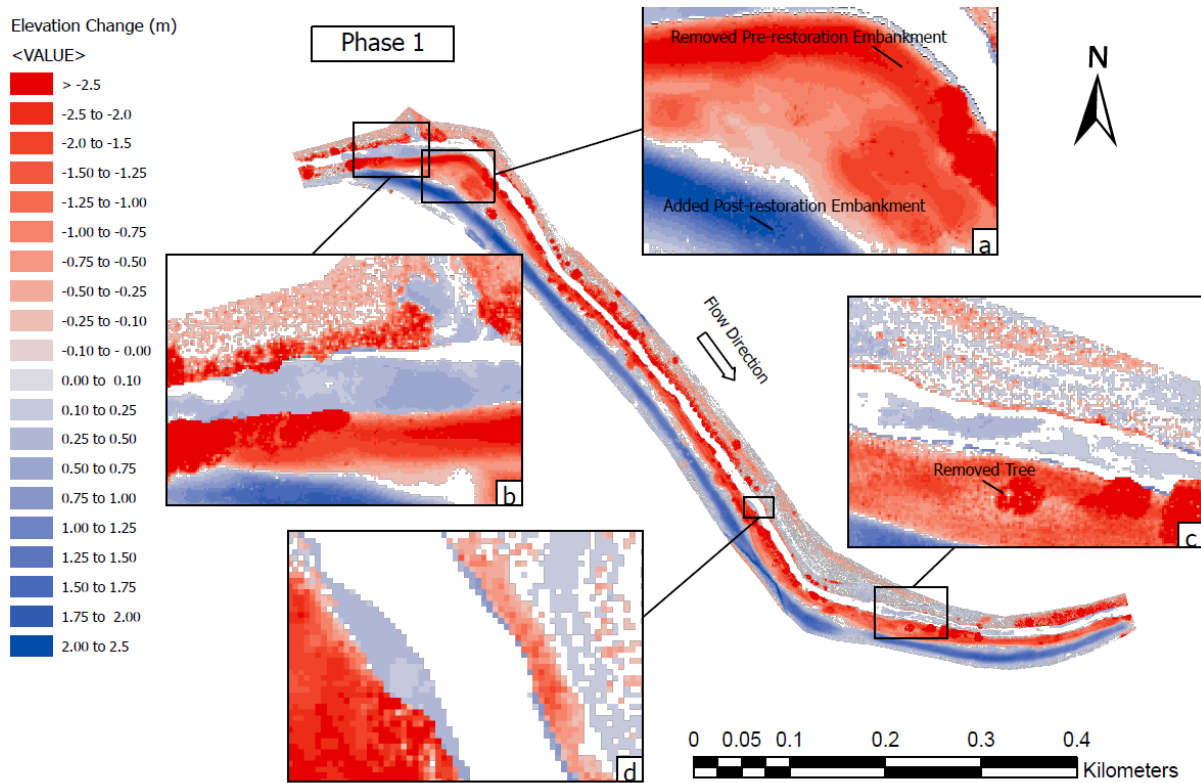 Elevation Change (m)
<VALUE>
> -2.5
-2.5 to -2.0
-2.0 to -1.5
-1.50 to -1.25
-1.25 to -1.00
-1.00 to -0.75
-0.75 to -0.50
-0.50 to -0.25
-0.25 to -0.10
-0.10 to - 0.00
0.00 to 0.10
0.10 to 0.25
0.25 to 0.50
0.50 to 0.75
0.75 to 1.00
1.00 to 1.25
1.25 to 1.50
1.50 to 1.75
1.75 to 2.00
2.00 to 2.5
Phase 1
Removed Pre-restoration Embankment
Added Post-restoration Embankment
a
N
b
Flow Direction
Removed Tree
c
d
0 0.05 0.1 0.2 0.3 0.4
Kilometers